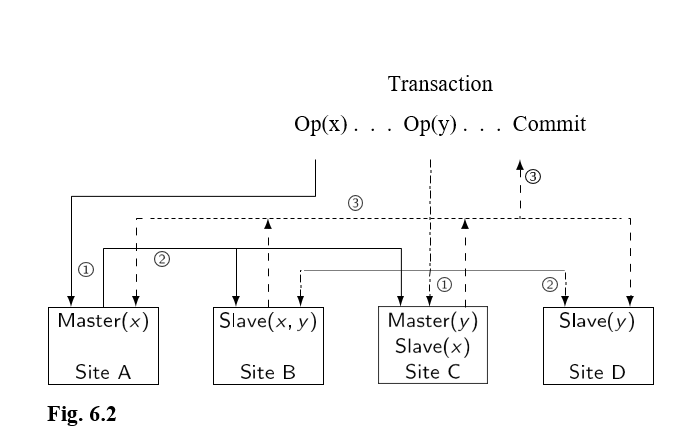 Transaction
Op(x) . . . Op(y) . . . Commit
③
③
②
①
①
②
Master(x)
Slave(x, y)
Master(y)
Slave(y)
Slave(x)
Site A
Site B
Site C
Site D
Fig. 6.2